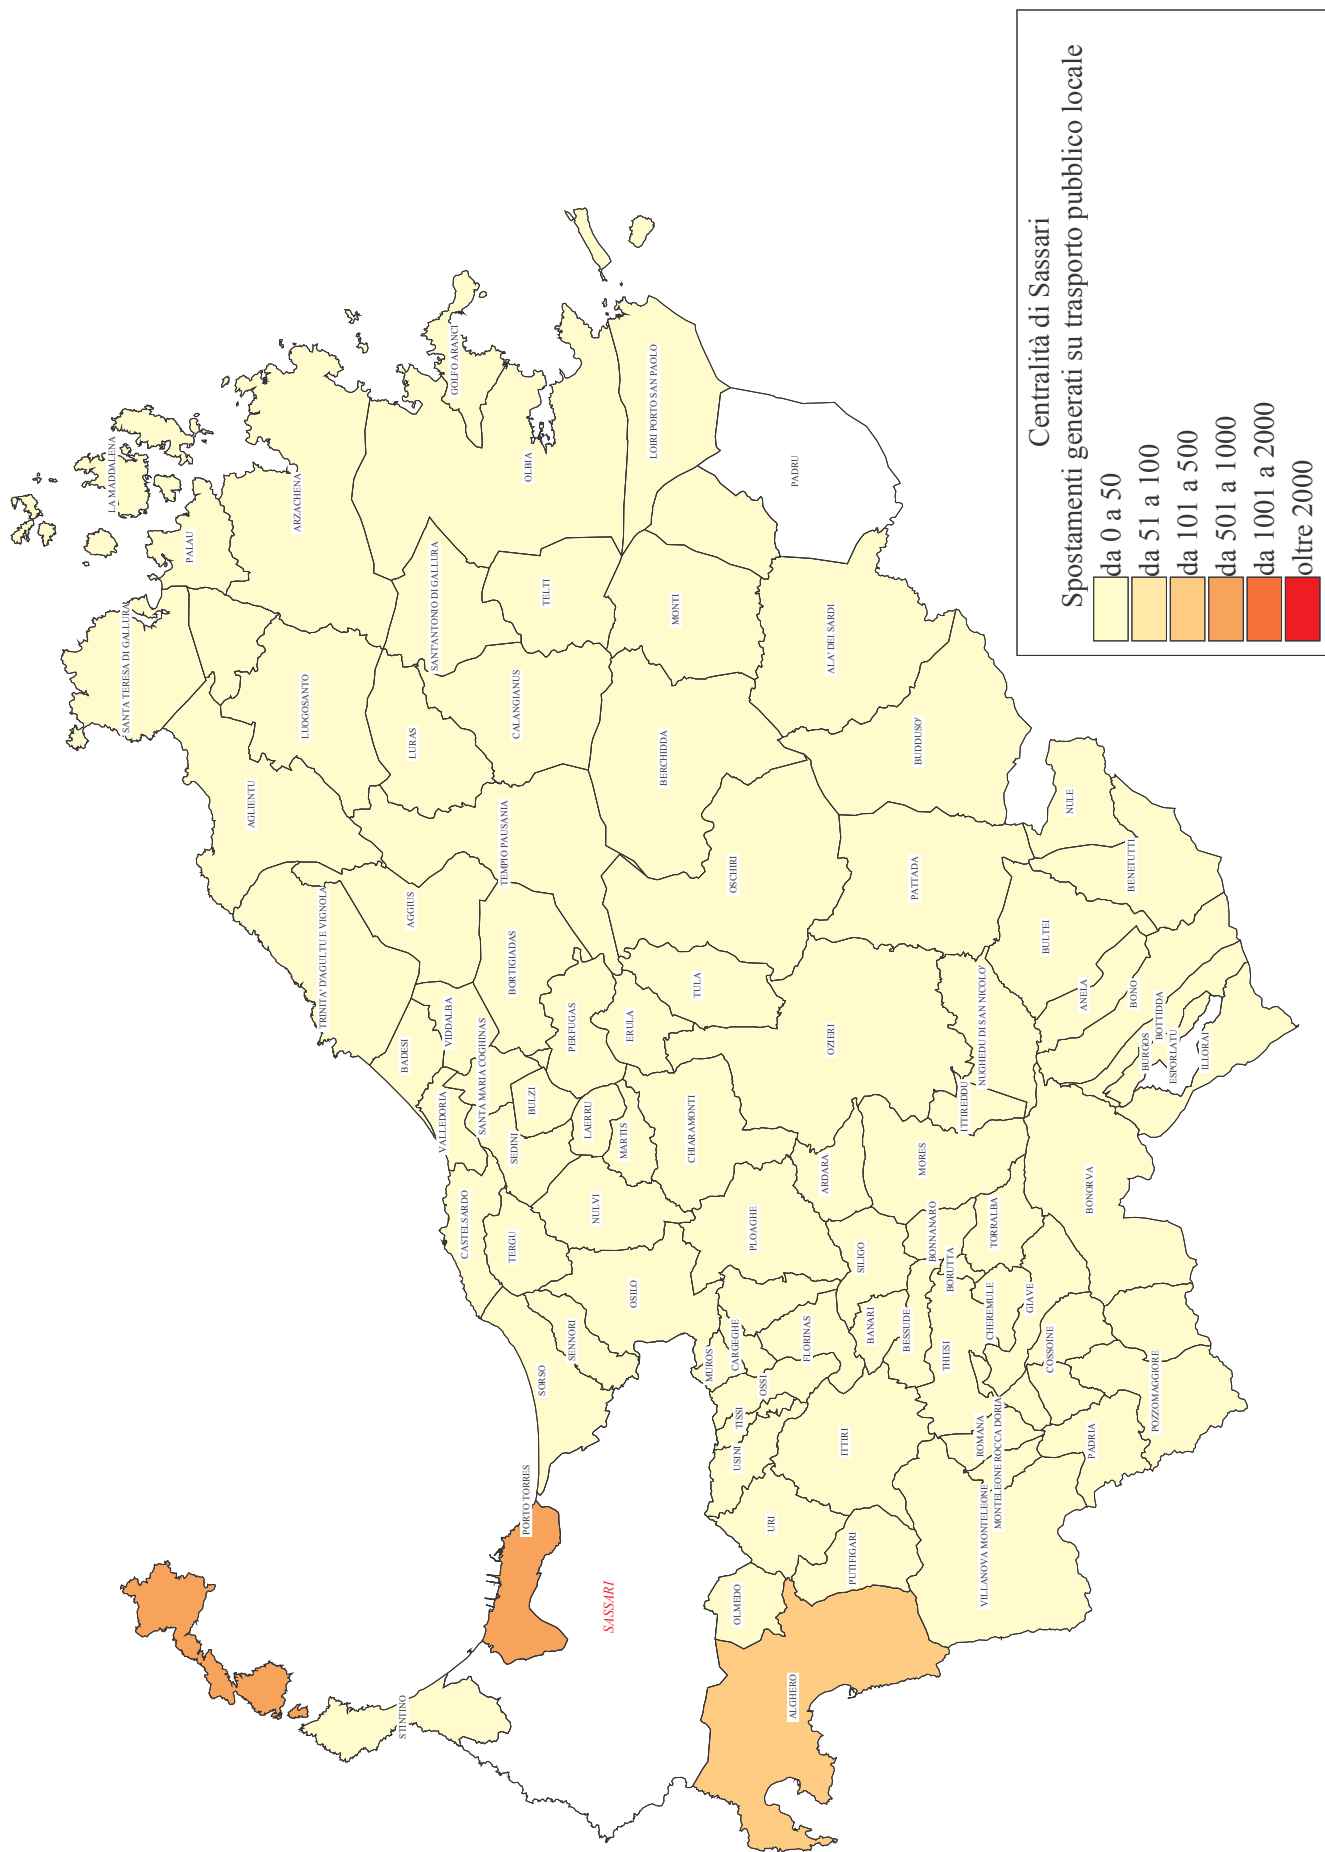 Centralità di Sassari
Spostamenti generati su trasporto pubblico locale
da 0 a 50
da 51 a 100
da 101 a 500
da 501 a 1000
da 1001 a 2000
oltre 2000
LA MADDALENA
SANTA TERESA DI GALLURA
PALAU
ARZACHENA
LUOGOSANTO
AGLIENTU
GOLFO ARANCI
SANT'ANTONIO DI GALLURA
LURAS
OLBIA
TELTI
CALANGIANUS
TEMPIO PAUSANIA
AGGIUS
TRINITA' D'AGULTU E VIGNOLA
BORTIGIADAS
VIDDALBA
BADESI
SANTA MARIA COGHINAS
VALLEDORIA
LOIRI PORTO SAN PAOLO
PADRU
MONTI
BERCHIDDA
OSCHIRI
ALA' DEI SARDI
BUDDUSO'
PATTADA
NULE
BENETUTTI
BULTEI
ANELA
BONO
BOTTIDDA
BURGOS
ESPORLATU
ILLORAI
TULA
ERULA
PERFUGAS
BULZI
SEDINI
LAERRU
MARTIS
CHIARAMONTI
OZIERI
NUGHEDU DI SAN NICOLO'
ITTIREDDU
MORES
ARDARA
NULVI
TERGU
CASTELSARDO
PLOAGHE
OSILO
SENNORI
SORSO
SILIGO
BONNANARO
BORUTTA
TORRALBA
BONORVA
GIAVE
CHEREMULE
COSSOINE
THIESI
BESSUDE
BANARI
FLORINAS
CARGEGHE
MUROS
OSSI
TISSI
USINI
ITTIRI
URI
ROMANA
MONTELEONE ROCCA DORIA
VILLANOVA MONTELEONE
PADRIA
POZZOMAGGIORE
PUTIFIGARI
OLMEDO
ALGHERO
PORTO TORRES
SASSARI
STINTINO